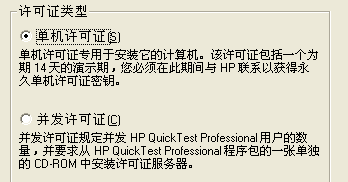 许可证类型
单机许可证(S)
单机许可证专用于安装它的计算机。该许可证包括一个为
期 14 天的演示期，您必须在此期间与 HP 联系以获得永
久单机许可证密钥。
并发许可证(C)
并发许可证规定并发 HP QuickTest Professional 用户的数
量，并要求从 HP QuickTest Professional 程序包的一张单独
的 CD-ROM 中安装许可证服务器。